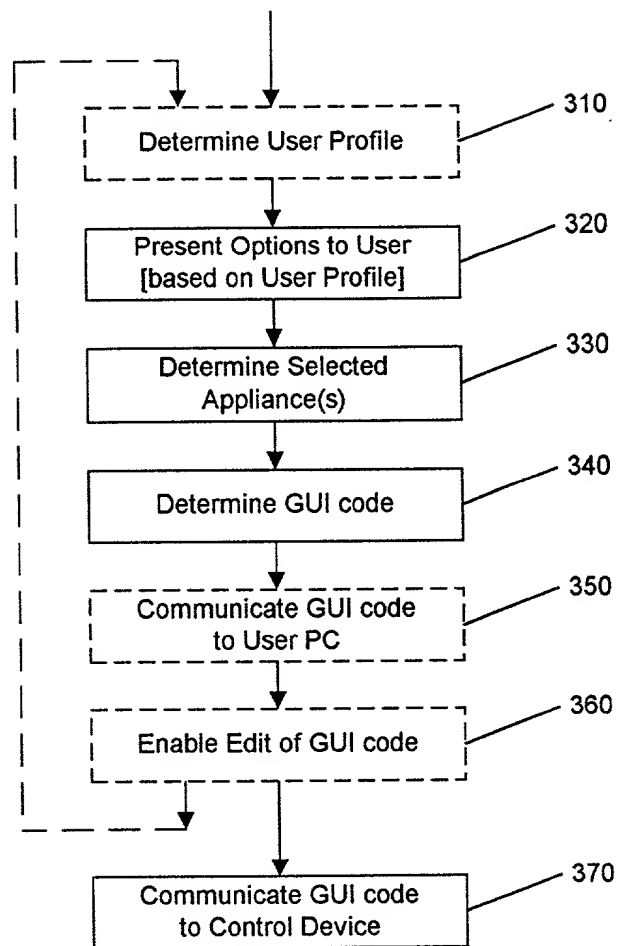 310
Determine User Profile
320
Present Options to User
[based on User Profile]
330
Determine Selected
Appliance(s)
340
Determine GUI code
350
Communicate GUI code
to User PC
360
Enable Edit of GUI code
370
Communicate GUI code
to Control Device